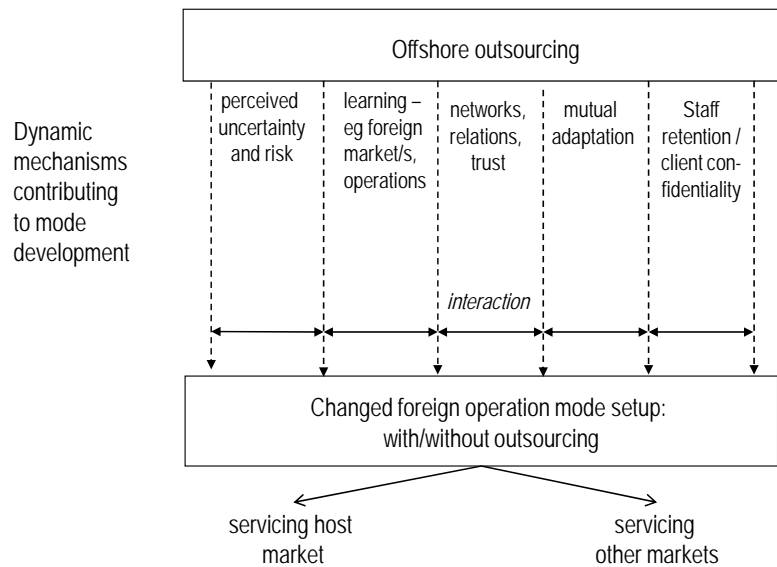 Offshore outsourcing
Dynamic
mechanisms
contributing
to mode
development
perceived
uncertainty
and risk
learning –
eg foreign
market/s,
operations
networks,
relations,
trust
mutual
adaptation
Staff
retention /
client con-
fidentiality
interaction
Changed foreign operation mode setup:
with/without outsourcing
servicing host
market
servicing
other markets